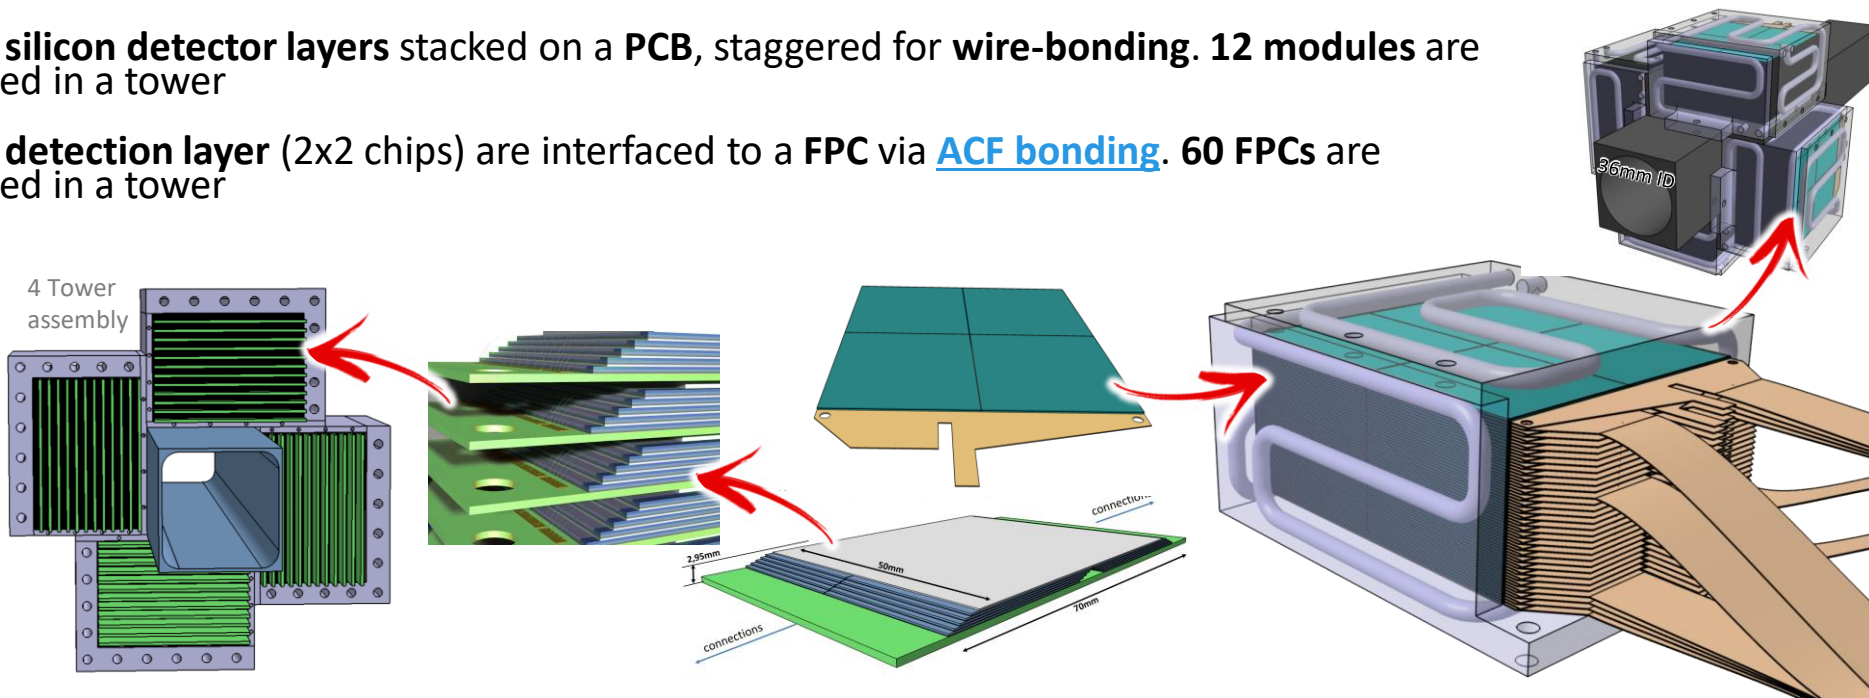 silicon detector layers stacked on a PCB, staggered for wire-bonding. 12 modules are
ed in a tower
detection layer (2x2 chips) are interfaced to a FPC via ACF bonding. 60 FPCs are
ed in a tower
36mm ID
4 Tower
assembly
connections
2,95mm
50mm
70mm
connections